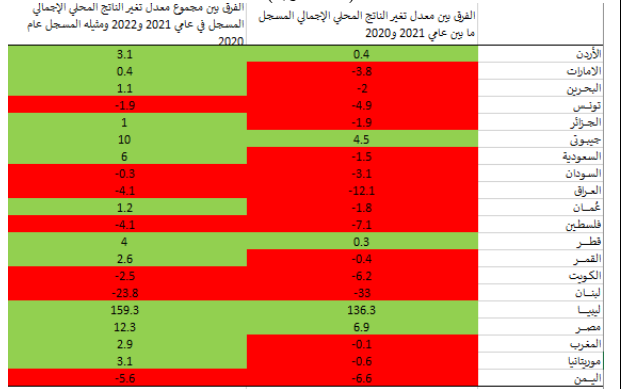 الفرق بين معدل تغير الناتج المحلي الإجمالي المسجل
ما بين عامي 2021 و2020
الفرق بين مجموع معدل تغير الناتج المحلي الإجمالي
المسجل في عامي 2021 و2022 ومثيله المسجل عام
2020
الأردن 0.4 3.1
الامارات -3.8 0.4
البحرين -2 1.1
تونس -4.9 -1.9
الجزائر -1.9 1
جيبوتي 4.5 10
السعودية -1.5 6
السودان -3.1 -0.3
العراق -12.1 -4.1
عُمان -1.8 1.2
فلسطين -7.1 -4.1
قطر 0.3 4
القمر -0.4 2.6
الكويت -6.2 -2.5
لبنان -33 -23.8
ليبيا 136.3 159.3
مصر 6.9 12.3
المغرب -0.1 2.9
موريتانيا -0.6 3.1
اليمن -6.6 -5.6